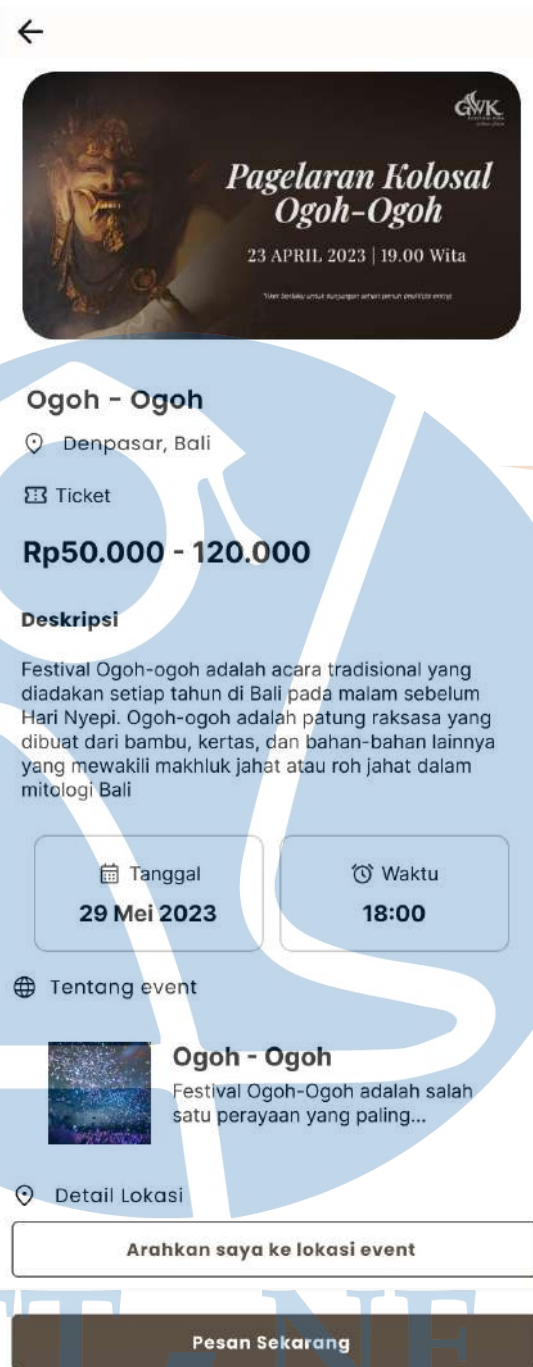 GWK
Pagelaran Kolosal
Ogoh-Ogoh
23 APRIL 2023 | 19.00 Wita
Ogoh - Ogoh
Denpasar, Bali
Ticket
Rp50.000 - 120.000
Deskripsi
Festival Ogoh-ogoh adalah acara tradisional yang
diadakan setiap tahun di Bali pada malam sebelum
Hari Nyepi. Ogoh-ogoh adalah patung raksasa yang
dibuat dari bambu, kertas, dan bahan-bahan lainnya
yang mewakili makhluk jahat atau roh jahat dalam
mitologi Bali
Tanggal
29 Mei 2023
Waktu
18:00
Tentang event
Ogoh - Ogoh
Festival Ogoh-Ogoh adalah salah
satu perayaan yang paling...
Detail Lokasi
Arahkan saya ke lokasi event
Pesan Sekarang